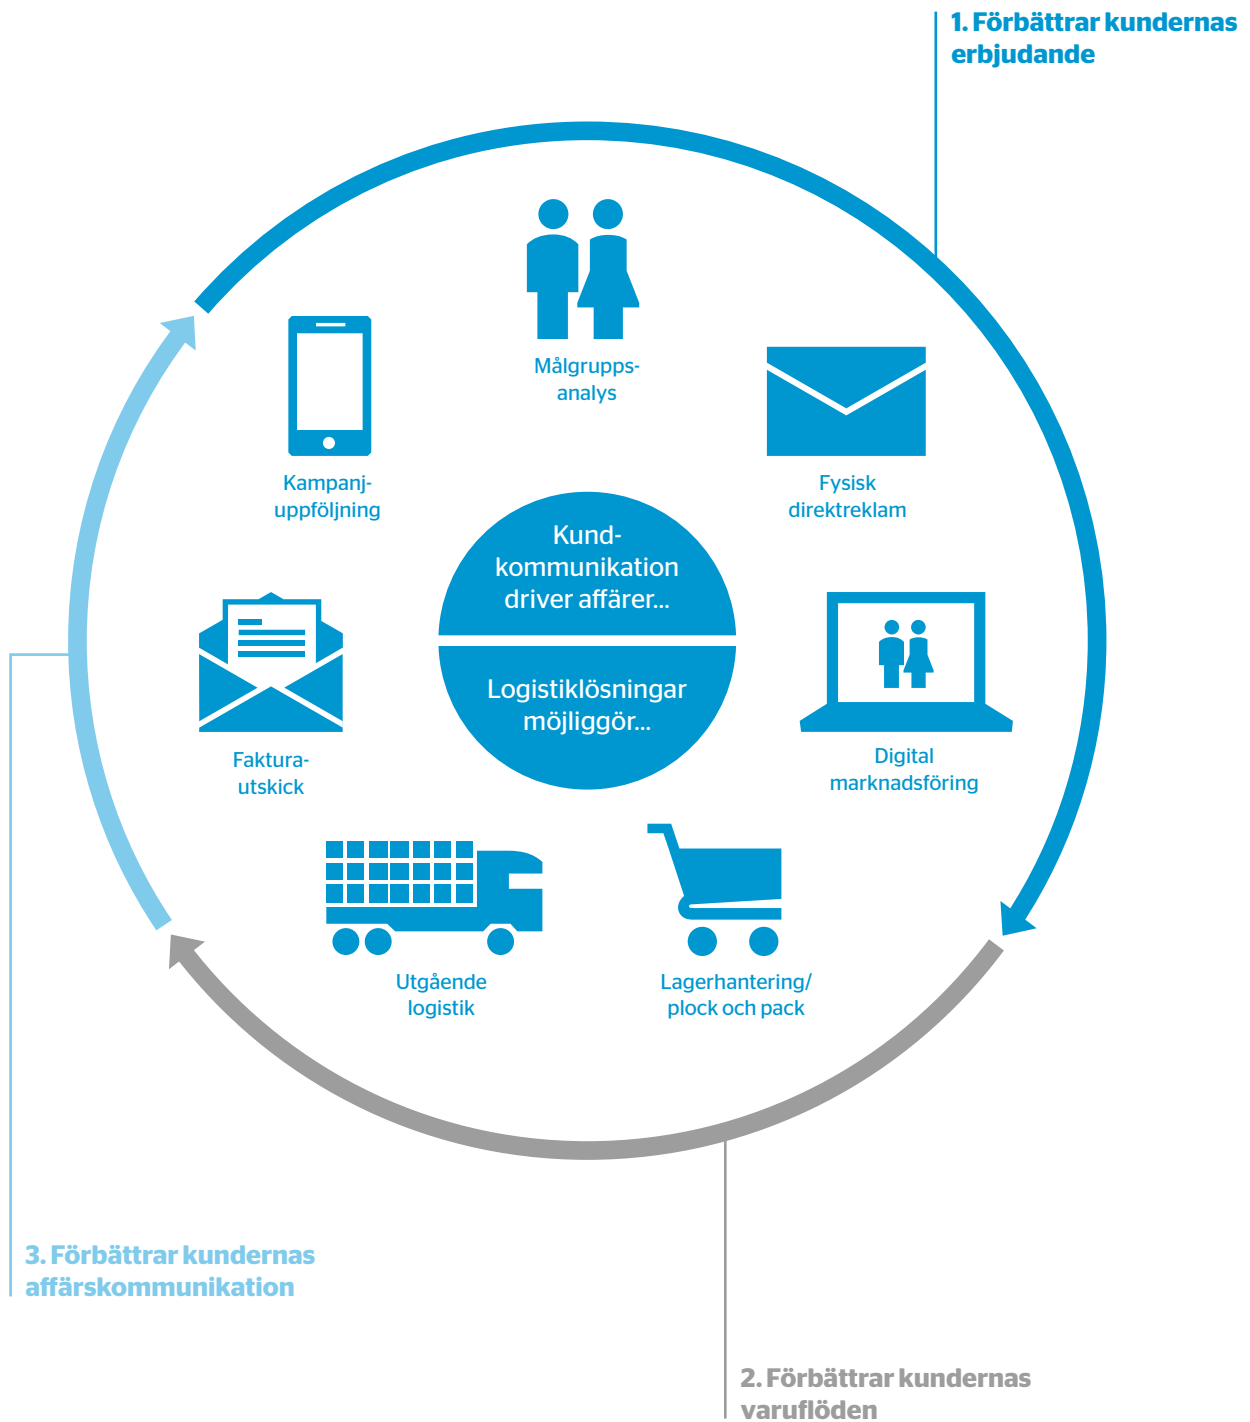 1. Förbättrar kundernas
erbjudande
Målgrupps-
analys
Kampanj-
uppföljning
Fysisk
direktreklam
Kund-
kommunikation
driver affärer...
Logistiklösningar
möjliggör...
Faktura-
utskick
Digital
marknadsföring
Utgående
logistik
Lagerhantering/
plock och pack
3. Förbättrar kundernas
affärskommunikation
2. Förbättrar kundernas
varuflöden